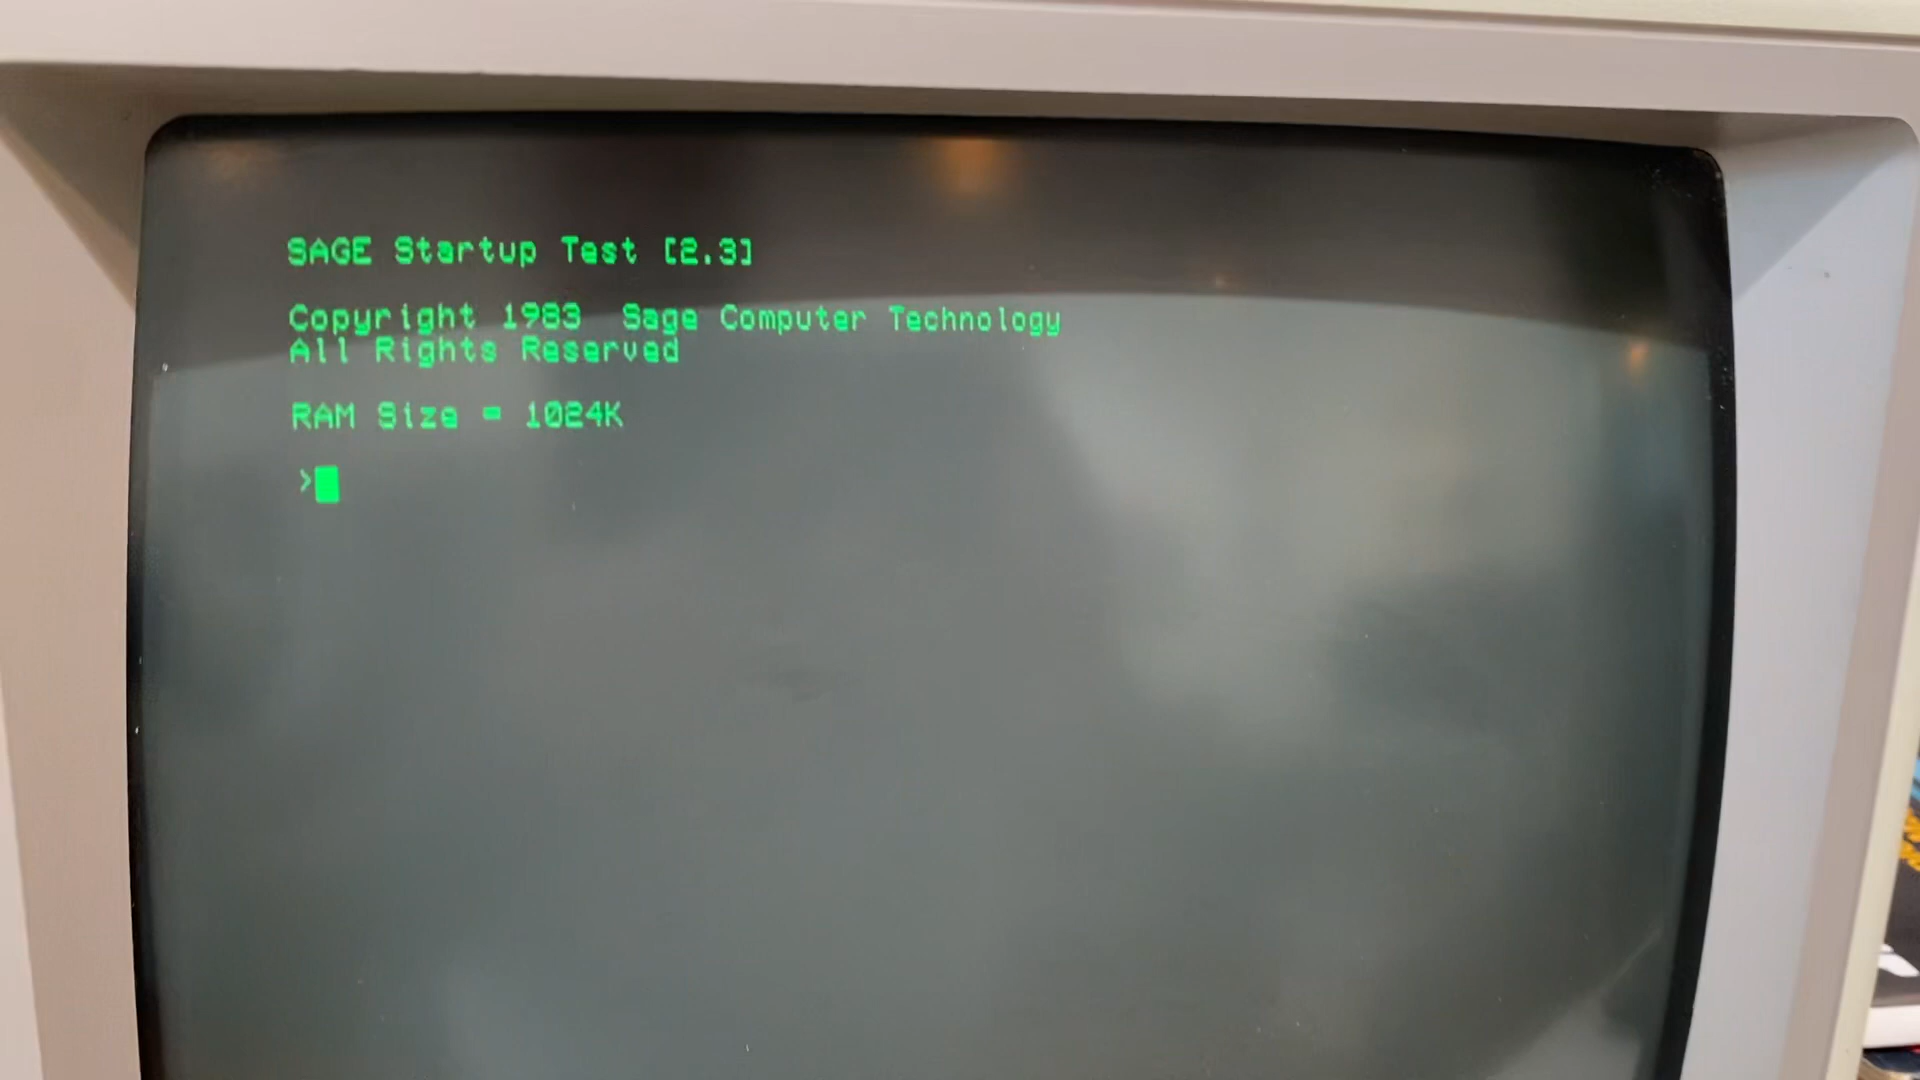 SAGE Startup Test [2.3]
Copyright 1983  Sage Computer Technology
All Rights Reserved
RAM Size = 1024K
>